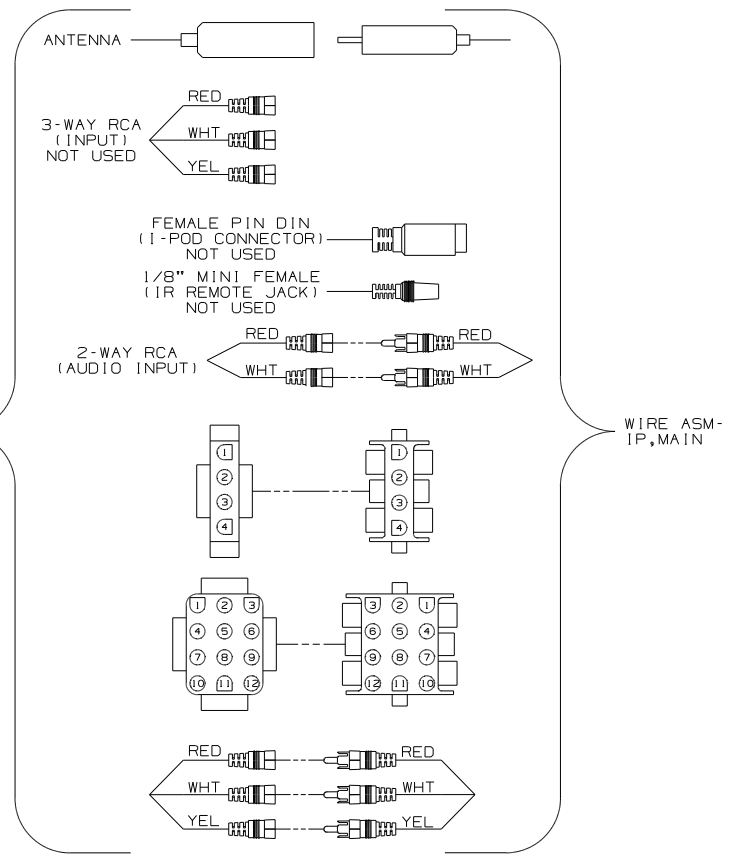 ANTENNA
RED
3-WAY RCA
(INPUT)
NOT USED
WHT
YEL
FEMALE PIN DIN
(I-POD CONNECTOR)
NOT USED
1/8" MINI FEMALE
(IR REMOTE JACK)
NOT USED
RED RED
2-WAY RCA
(AUDIO INPUT)
WHT WHT
WIRE ASM-
IP,MAIN
1 1
2 2
3 3
4 4
1 2 3 3 2 1
4 5 6 6 5 4
7 8 9 9 8 7
10 11 12 12 11 10
RED RED
WHT WHT
YEL YEL